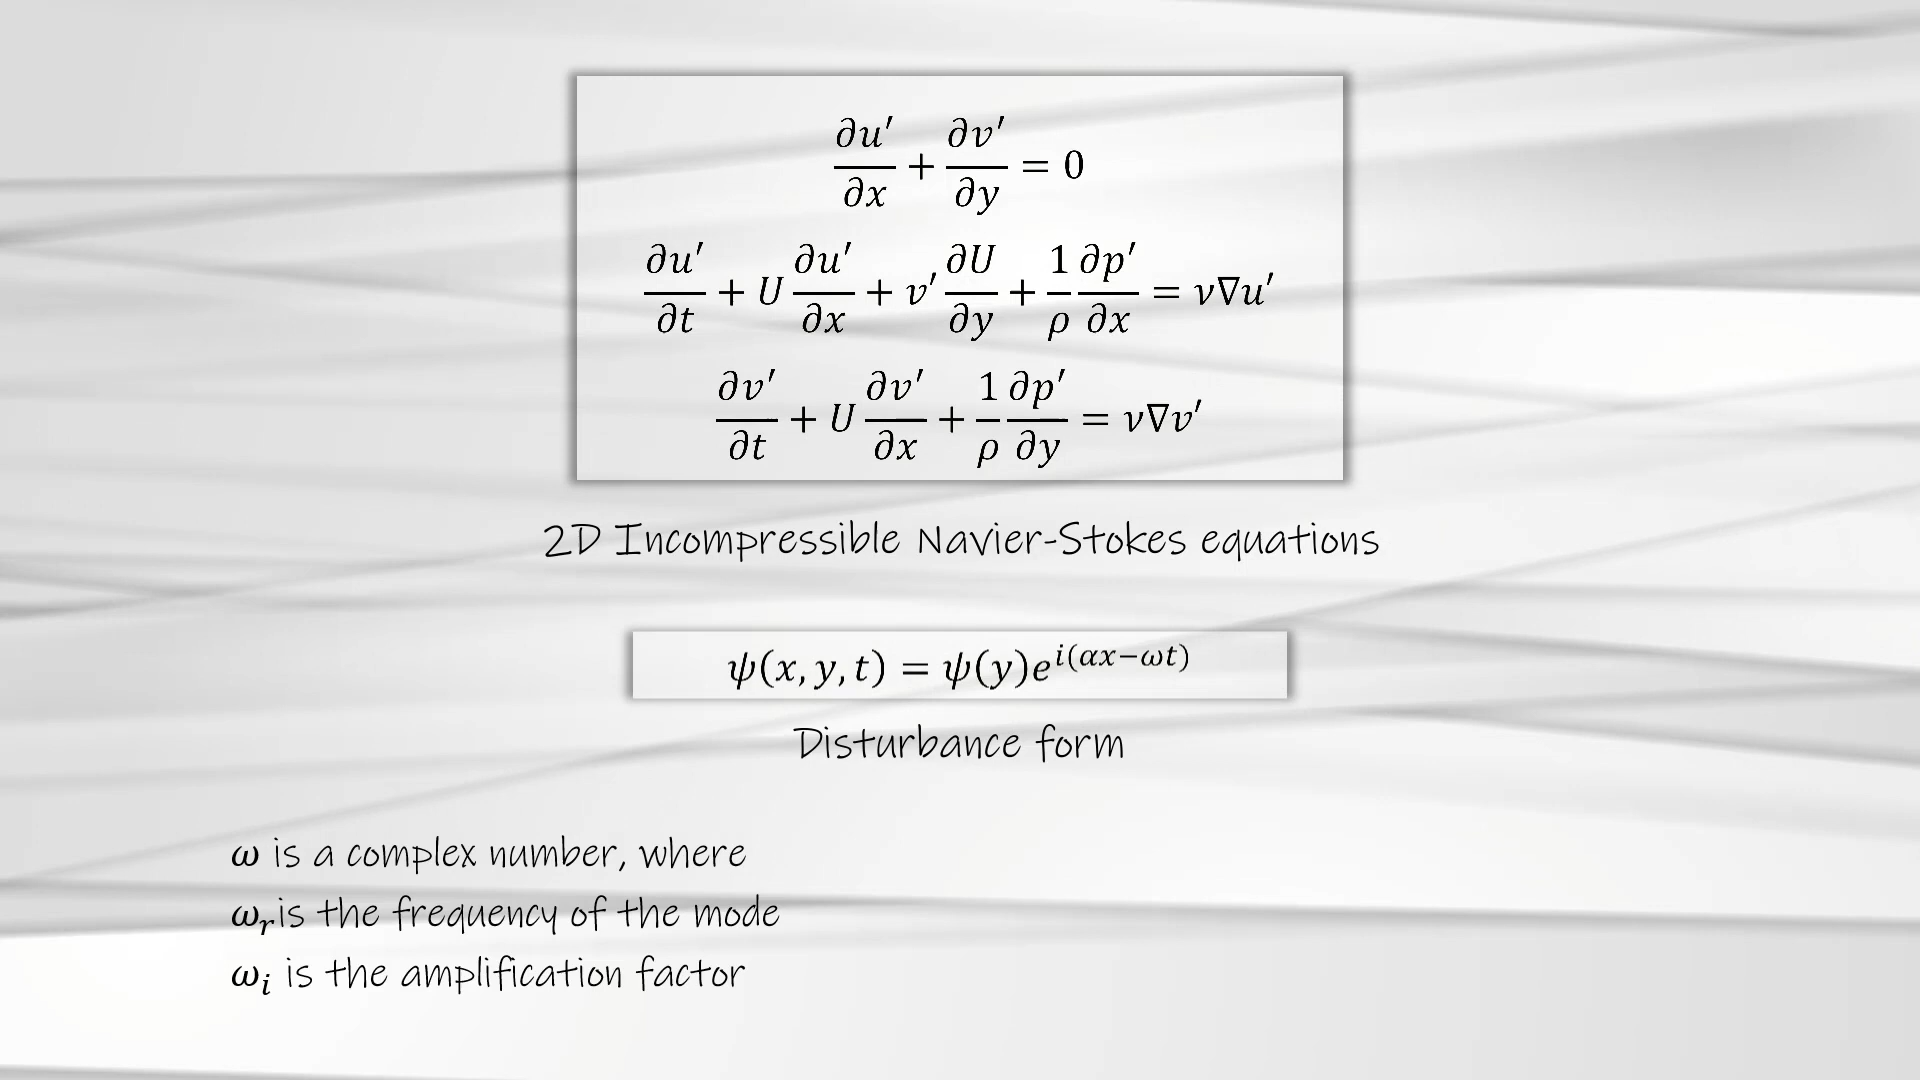 ∂u′/∂x + ∂v′/∂y = 0
∂u′/∂t + U ∂u′/∂x + v′ ∂U/∂y + 1/ρ ∂p′/∂x = ν∇u′
∂v′/∂t + U ∂v′/∂x + 1/ρ ∂p′/∂y = ν∇v′
2D Incompressible Navier-Stokes equations
ψ(x, y, t) = ψ(y)e^{i(αx−ωt)}
Disturbance form
ω is a complex number, where
ω_r is the frequency of the mode
ω_i is the amplification factor